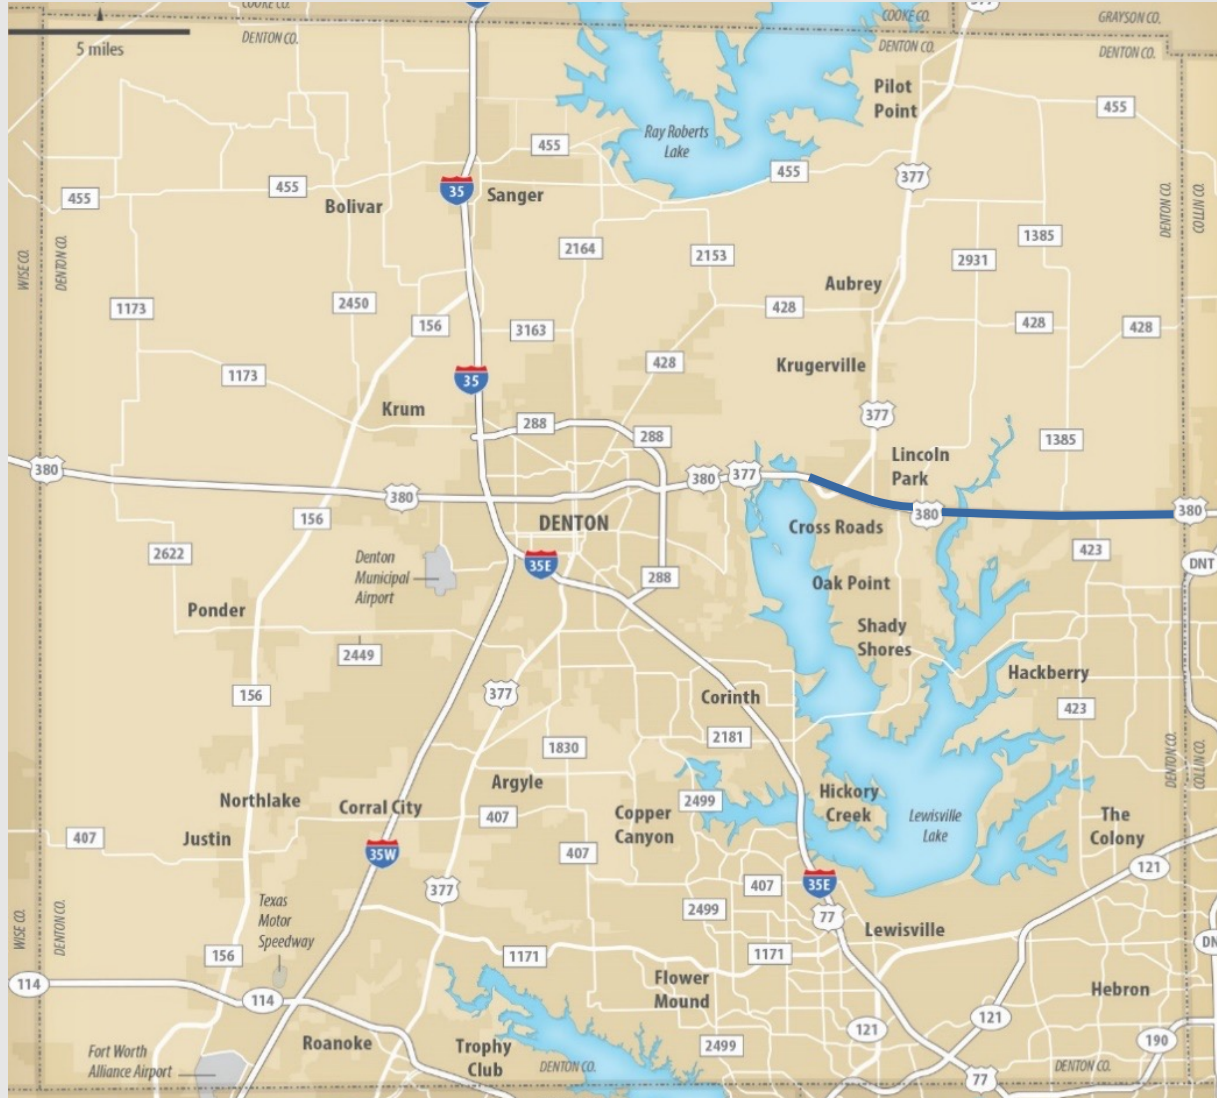 COOKE CO.
DENTON CO.
5 miles
COOKE CO.
DENTON CO.
377
GRAYSON CO.
DENTON CO.
Pilot
Point
455
Ray Roberts
Lake
455
455
377
455
455
35
Sanger
Bolivar
DENTON CO.
COLLIN CO.
WISE CO.
DENTON CO.
2164
2153
1385
2931
Aubrey
1173
2450
156
3163
428
428
428
428
Krugerville
1173
35
Krum
377
288
288
1385
Lincoln
Park
380
380
380
377
380
380
156
DENTON
Cross Roads
2622
Denton
Municipal
Airport
35E
288
423
DNT
Oak Point
Ponder
Shady
Shores
2449
Hackberry
156
377
Corinth
423
1830
2181
DENTON CO.
COLLIN CO.
Argyle
Northlake
Corral City
2499
Hickory
Creek
Copper
Canyon
Lewisville
Lake
The
Colony
407
Justin
407
35W
407
121
377
407
35E
2499
77
Lewisville
Texas
Motor
Speedway
WISE CO.
DENTON CO.
156
1171
1171
DN
Flower
Mound
Hebron
114
114
121
121
Roanoke
Trophy
Club
2499
190
Fort Worth
Alliance Airport
DENTON CO.
DENTON CO.
77